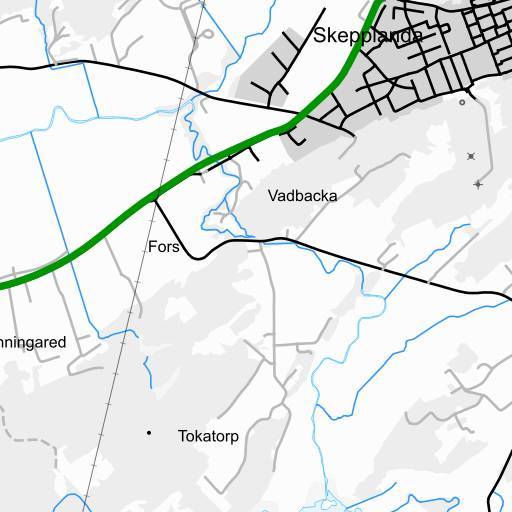 Skepplanda
Vadbacka
Fors
nningared
Tokatorp